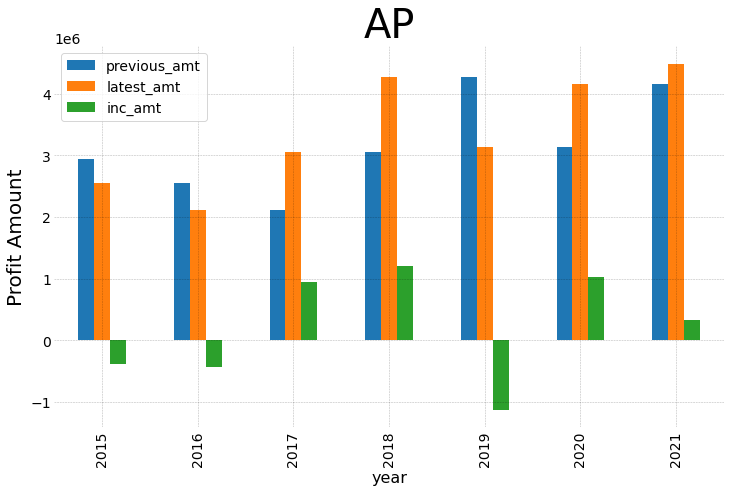 AP
1e6
previous_amt
latest_amt
inc_amt
Profit Amount
4
3
2
1
0
−1
2015
2016
2017
2018
2019
2020
2021
year